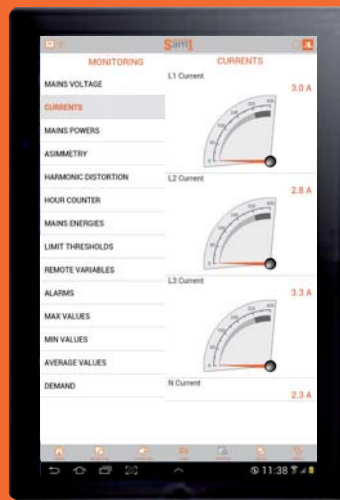 Sam1
MONITORING
MAINS VOLTAGE
CURRENTS
MAINS POWERS
ASIMMETRY
HARMONIC DISTORTION
HOUR COUNTER
MAINS ENERGIES
LIMIT THRESHOLDS
REMOTE VARIABLES
ALARMS
MAX VALUES
MIN VALUES
AVERAGE VALUES
DEMAND
CURRENTS
L1 Current
3.0 A
L2 Current
2.8 A
L3 Current
3.3 A
N Current
2.3 A
11:38